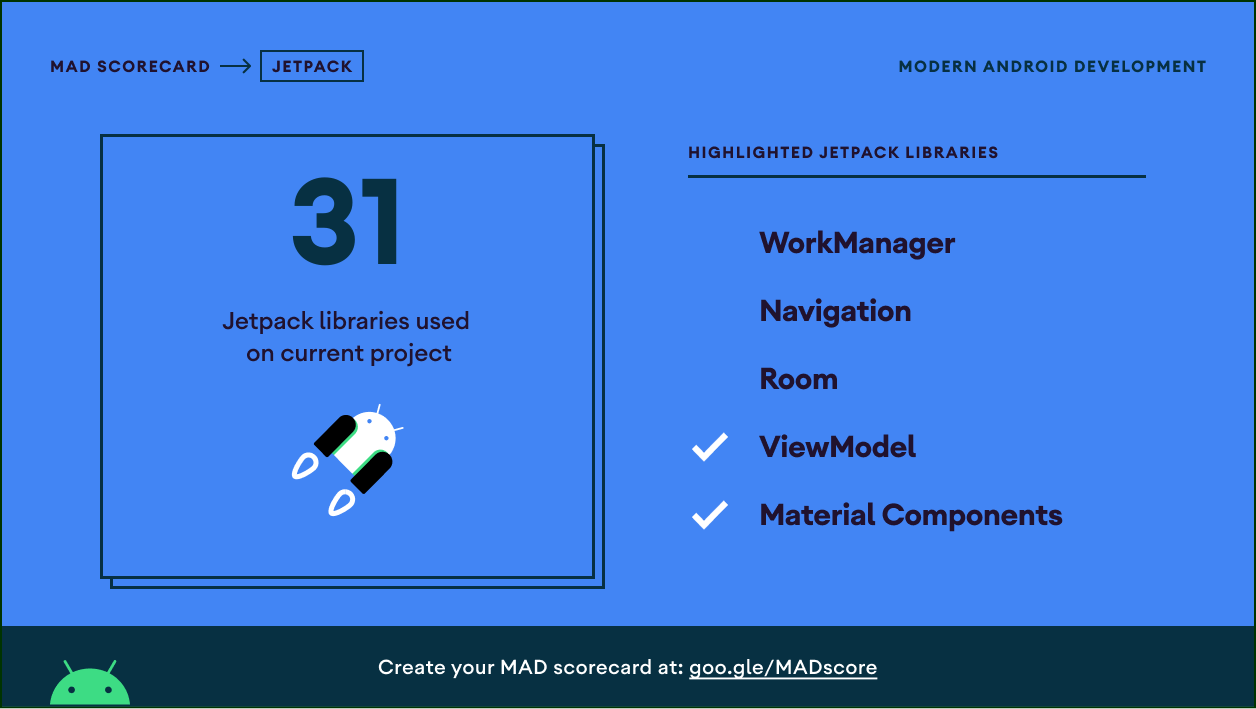 MAD SCORECARD → JETPACK
MODERN ANDROID DEVELOPMENT
31
Jetpack libraries used
on current project
HIGHLIGHTED JETPACK LIBRARIES
WorkManager
Navigation
Room
ViewModel
Material Components
Create your MAD scorecard at: goo.gle/MADscore